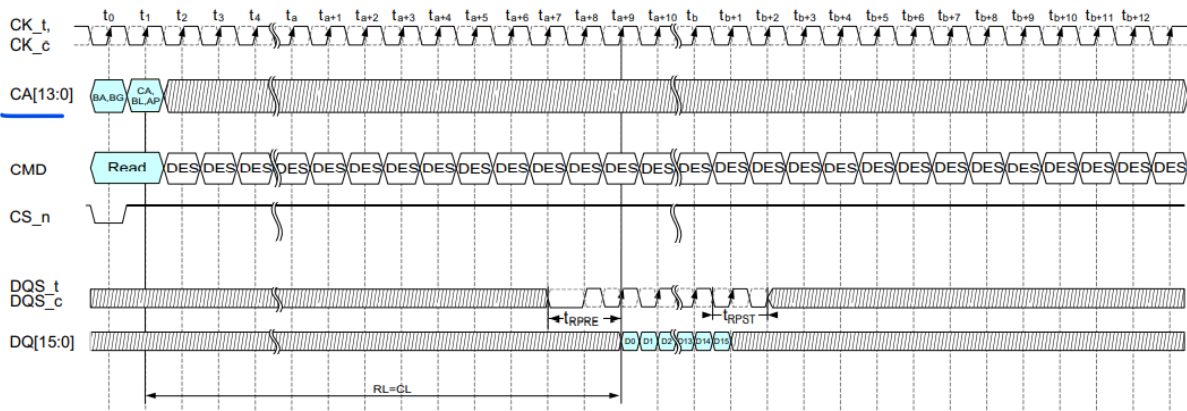 t0 t1 t2 t3 t4 ta ta+1 ta+2 ta+3 ta+4 ta+5 ta+6 ta+7 ta+8 ta+9 ta+10 tb tb+1 tb+2 tb+3 tb+4 tb+5 tb+6 tb+7 tb+8 tb+9 tb+10 tb+11 tb+12
CK_t,
CK_c
CA[13:0] BA,BG CA,
BL,AP
CMD Read DES DES DES DES DES DES DES DES DES DES DES DES DES DES DES DES DES DES DES DES DES DES DES DES DES DES DES DES
CS_n
DQS_t
DQS_c
tRPRE tRPST
DQ[15:0] D0 D1 D2 D13 D14 D15
RL=CL